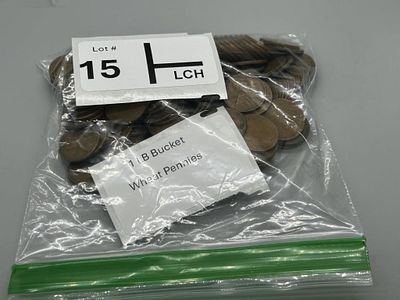 Lot #
15
LCH
1 LB Bucket
Wheat Pennies